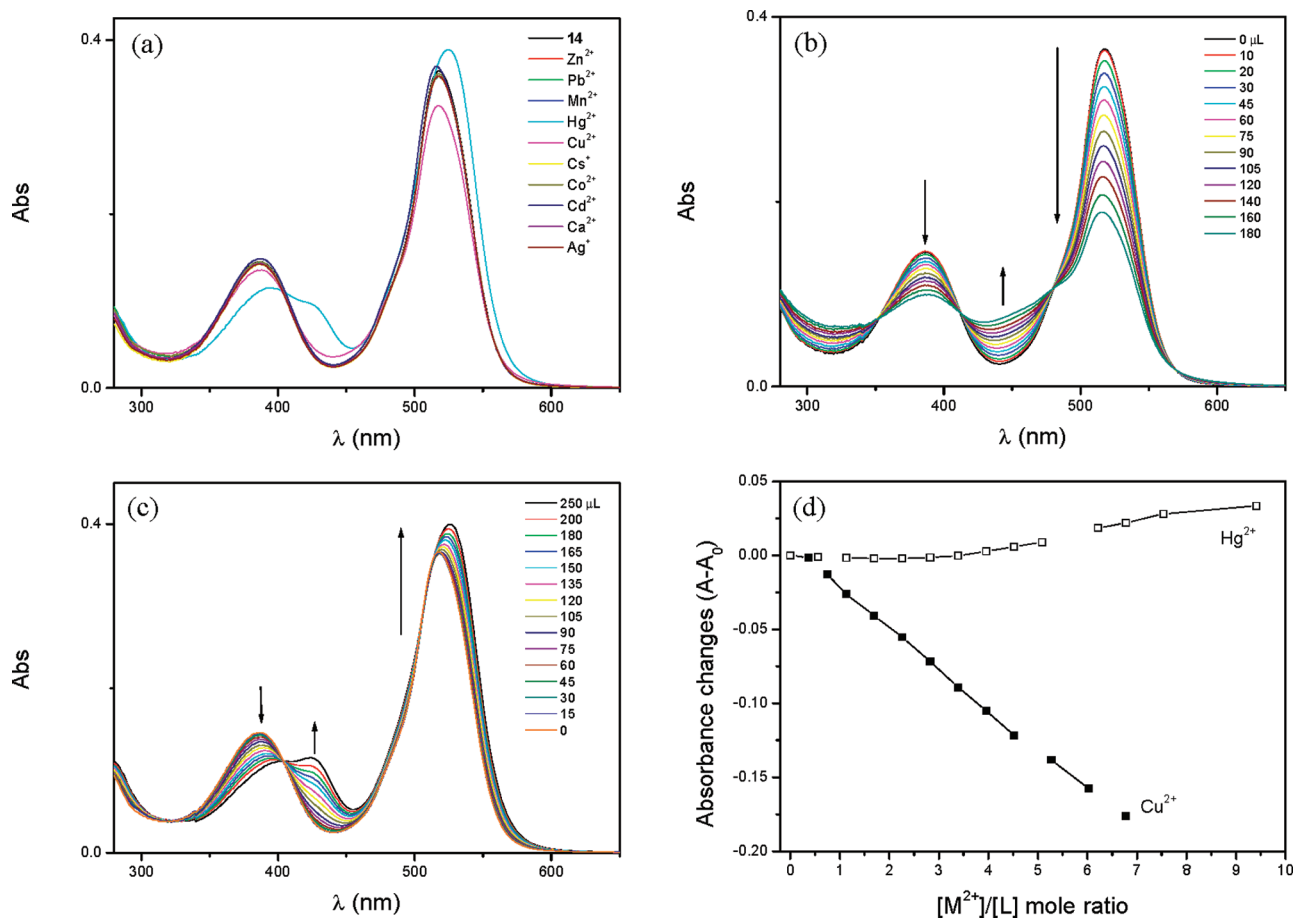 (a)
0.4
0.0
Abs
300
400
500
600
λ (nm)
14
Zn²⁺
Pb²⁺
Mn²⁺
Hg²⁺
Cu²⁺
Cs⁺
Co²⁺
Cd²⁺
Ca²⁺
Ag⁺
(b)
0.4
0.0
Abs
300
400
500
600
λ (nm)
0 μL
10
20
30
45
60
75
90
105
120
140
160
180
(c)
0.4
0.0
Abs
300
400
500
600
λ (nm)
250 μL
200
180
165
150
135
120
105
90
75
60
45
30
15
0
(d)
0.05
0.00
-0.05
-0.10
-0.15
-0.20
Absorbance changes (A-A₀)
Hg²⁺
Cu²⁺
0
1
2
3
4
5
6
7
8
9
10
[M²⁺]/[L] mole ratio